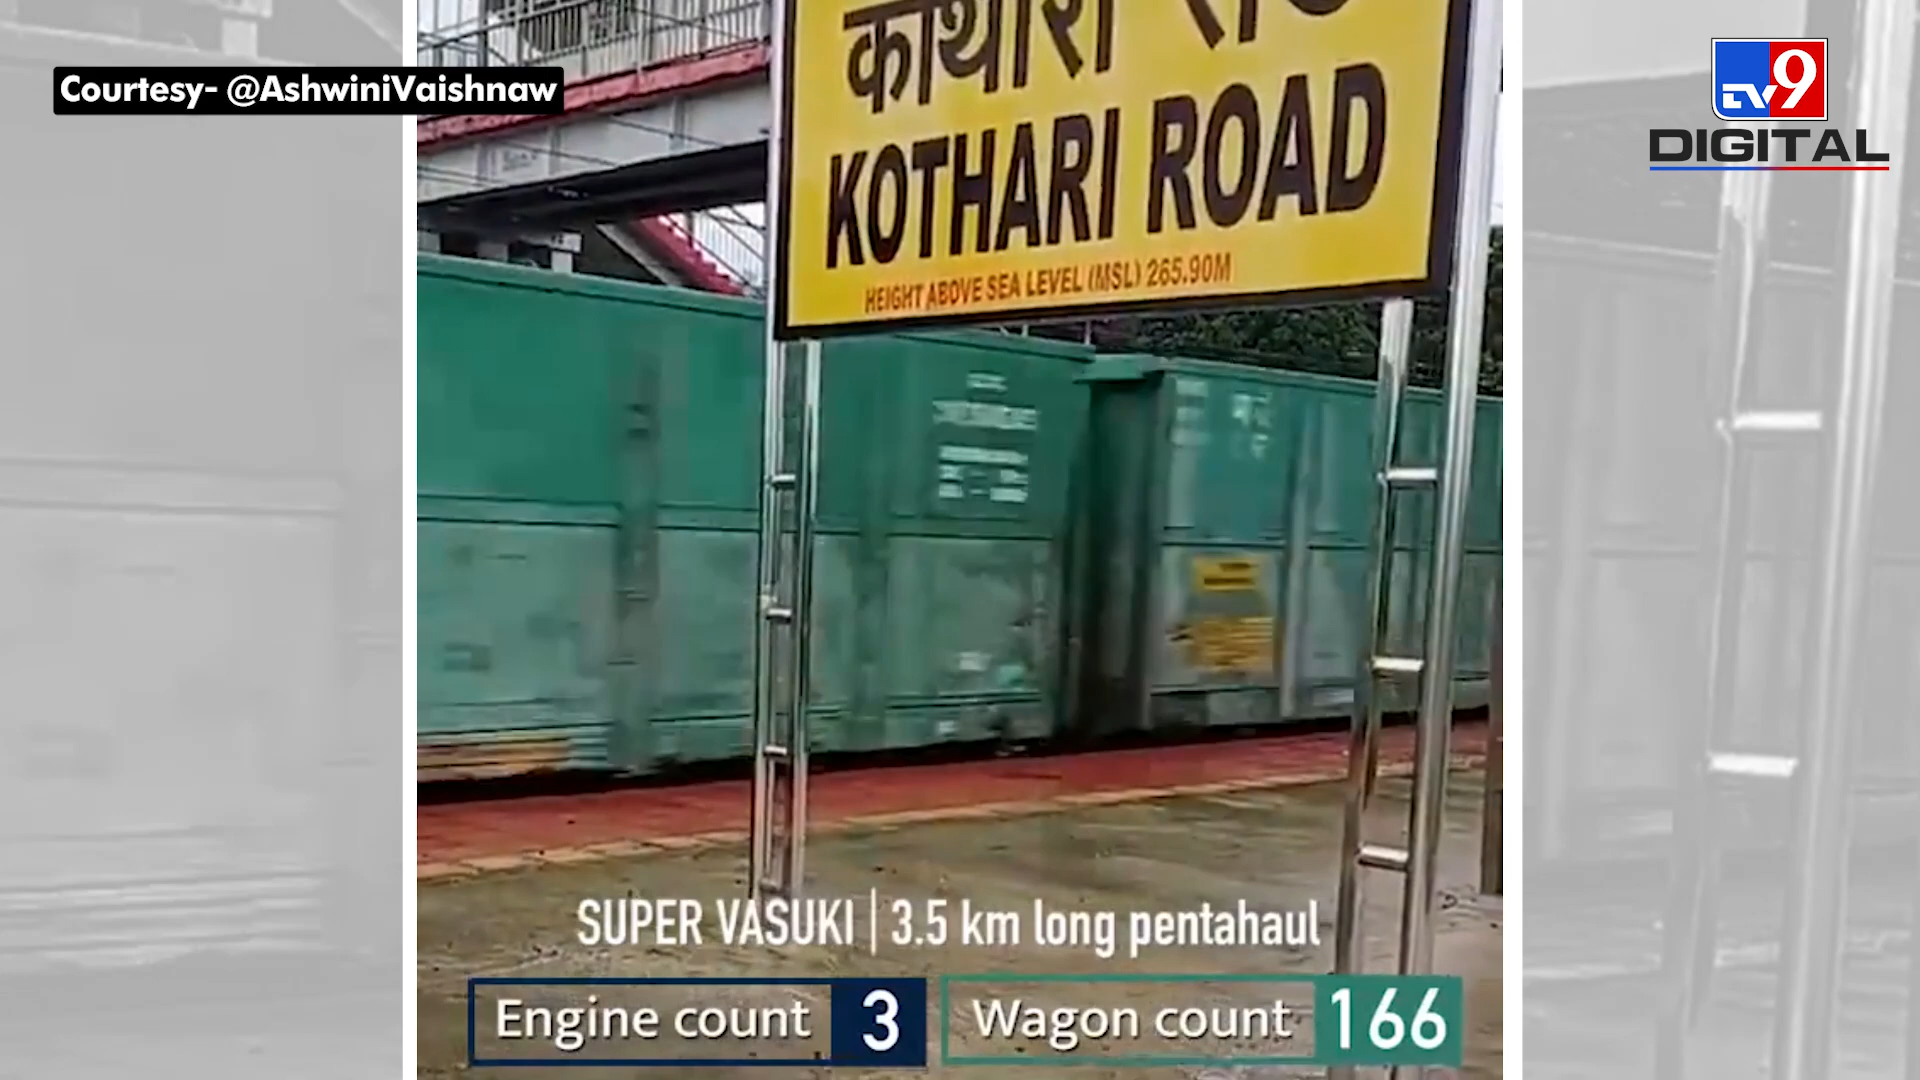 Courtesy- @AshwiniVaishnaw
TV9
DIGITAL
कोठारी रोड
KOTHARI ROAD
HEIGHT ABOVE SEA LEVEL (MSL) 265.90M
SUPER VASUKI | 3.5 km long pentahaul
Engine count 3
Wagon count 166